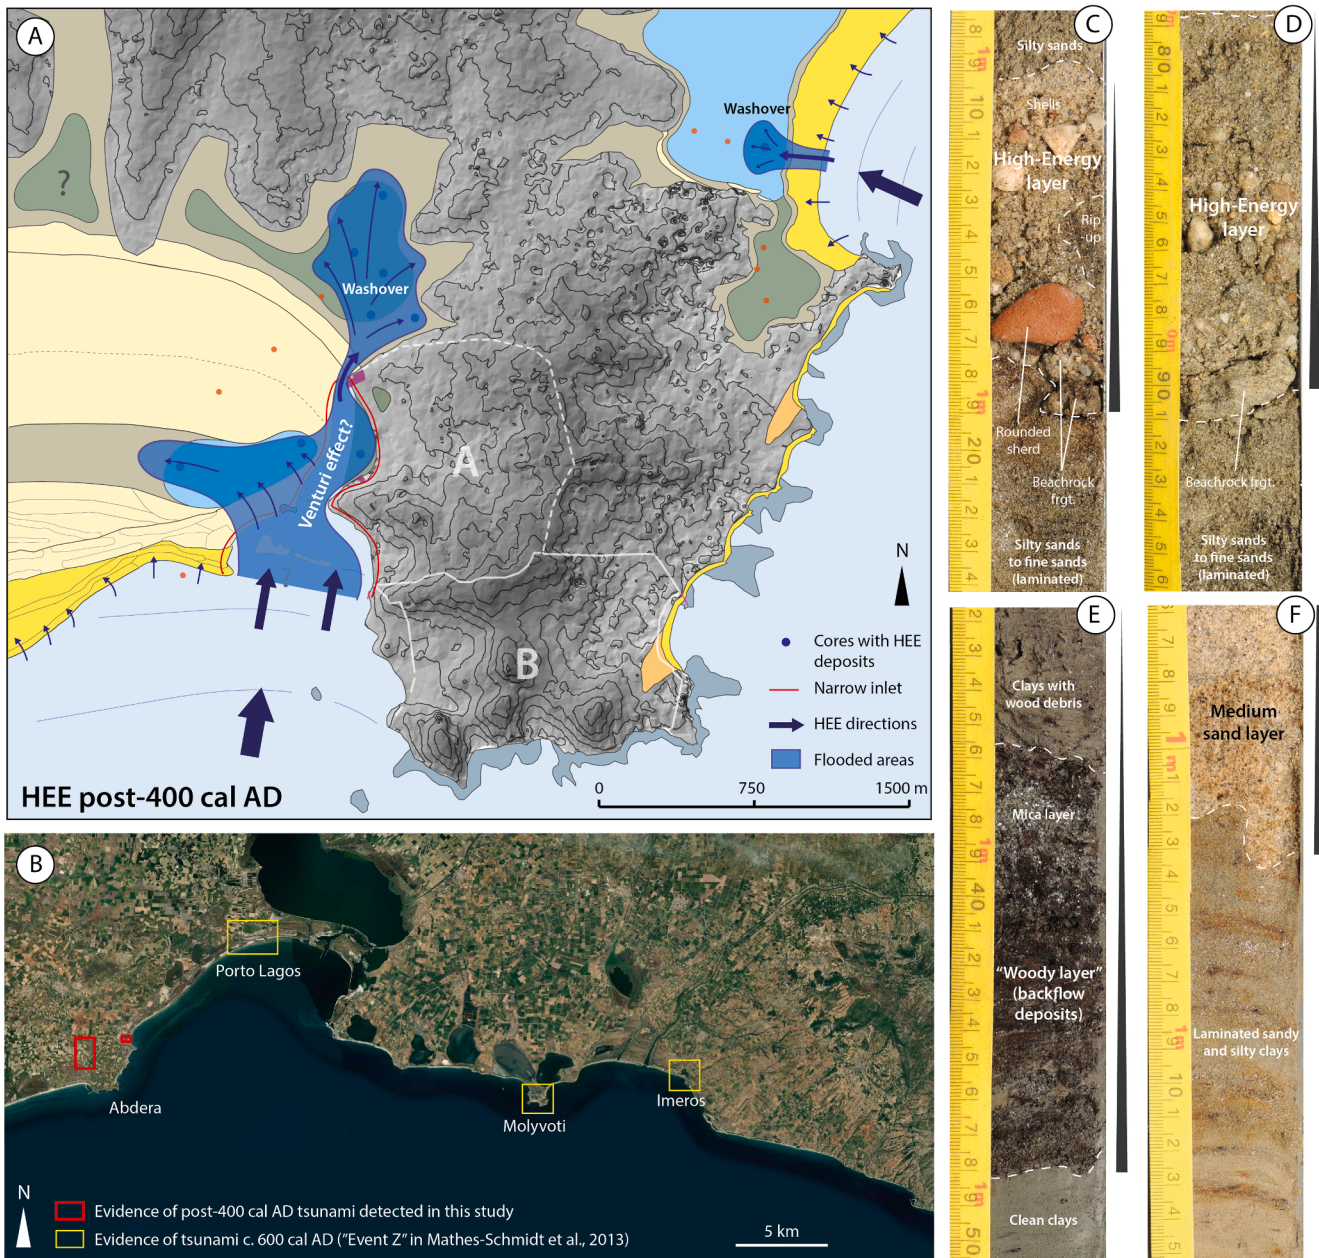 A
?
Washover
Washover
Venturi effect?
A
B
?
N
Cores with HEE
deposits
Narrow inlet
HEE directions
Flooded areas
0 750 1500 m
HEE post-400 cal AD
B
Porto Lagos
Abdera
Molyvoti
Imeros
N
Evidence of post-400 cal AD tsunami detected in this study
Evidence of tsunami c. 600 cal AD ("Event Z" in Mathes-Schmidt et al., 2013)
5 km
C
Silty sands
Shells
High-Energy
layer
Rip
-up
Rounded
sherd
Beachrock
frgt.
Silty sands
to fine sands
(laminated)
D
High-Energy
layer
Beachrock frgt.
Silty sands
to fine sands
(laminated)
E
Clays with
wood debris
Mica layer
"Woody layer"
(backflow
deposits)
Clean clays
F
Medium
sand layer
Laminated sandy
and silty clays